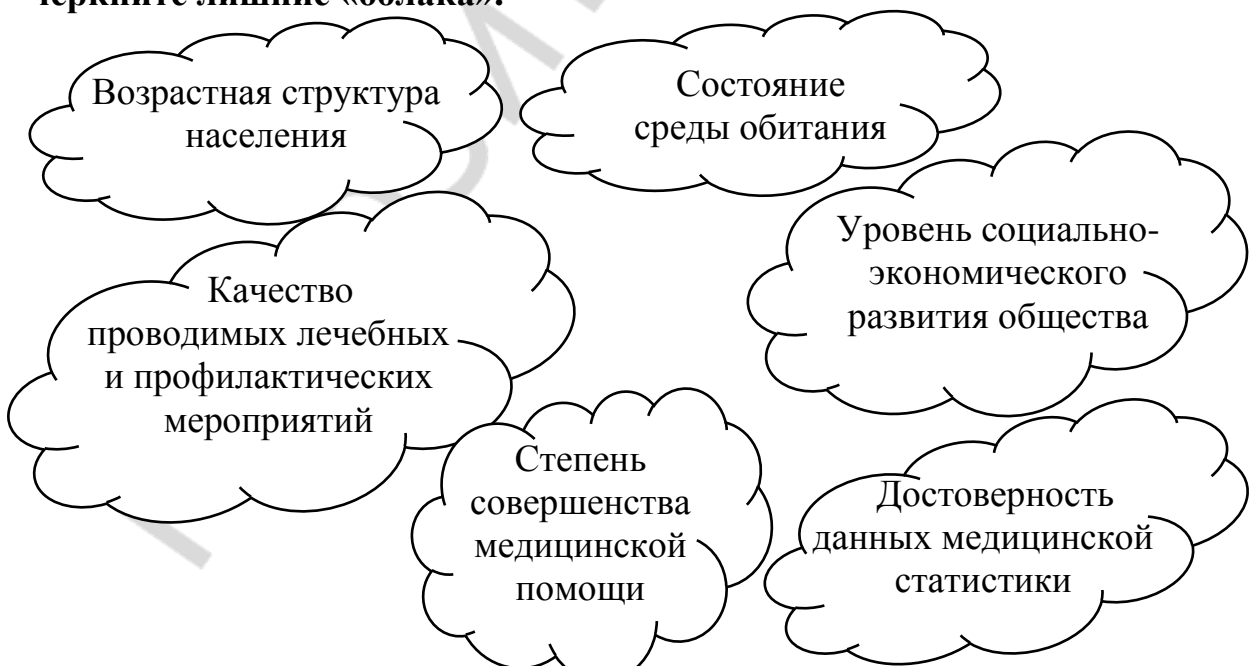 черкните лишние «облака».
Возрастная структура
населения
Состояние
среды обитания
Уровень социально-
экономического
развития общества
Качество
проводимых лечебных
и профилактических
мероприятий
Степень
совершенства
медицинской
помощи
Достоверность
данных медицинской
статистики